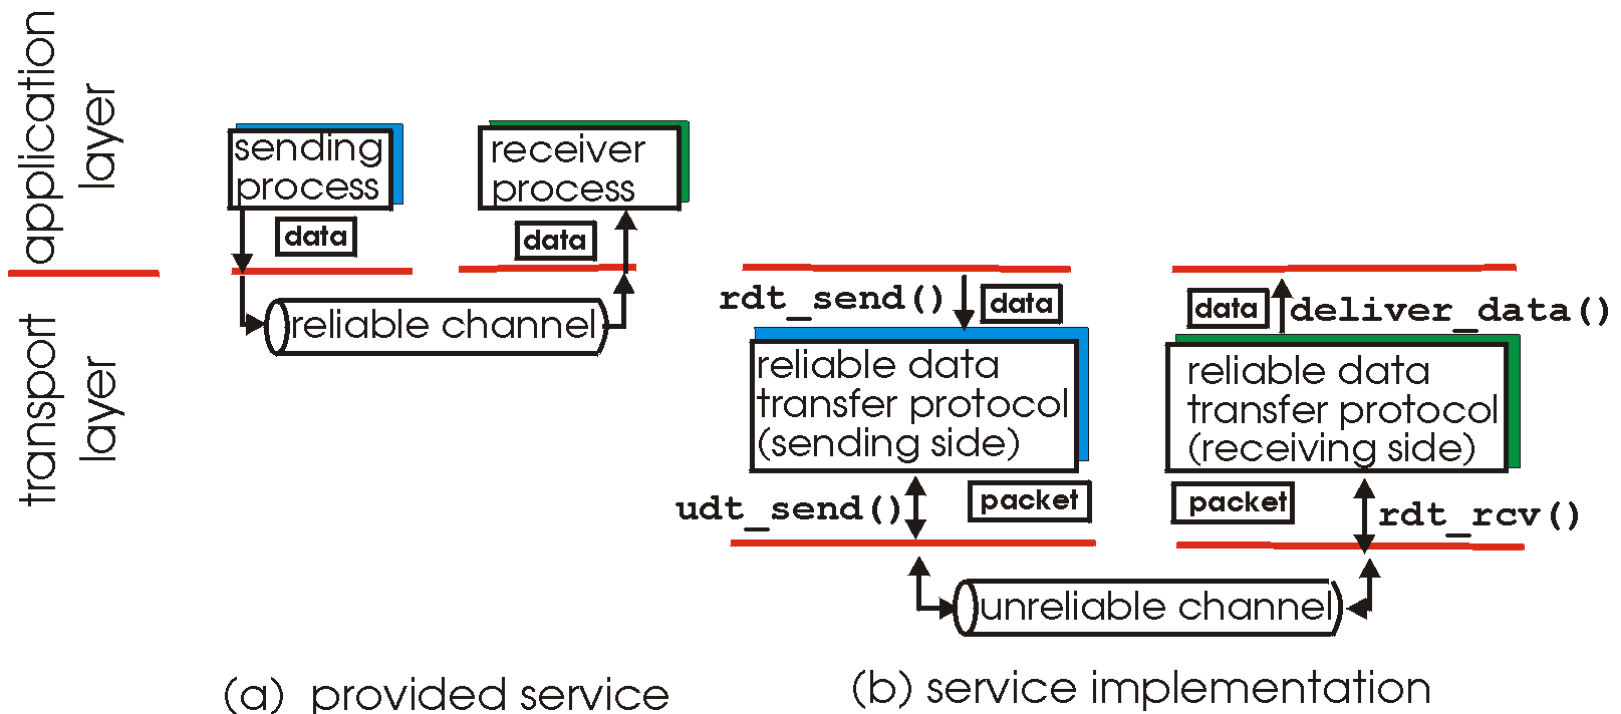 application
layer
transport
layer
sending
process
receiver
process
data
data
reliable channel
(a) provided service
rdt_send()
data
data
deliver_data()
reliable data
transfer protocol
(sending side)
reliable data
transfer protocol
(receiving side)
udt_send()
packet
packet
rdt_rcv()
unreliable channel
(b) service implementation